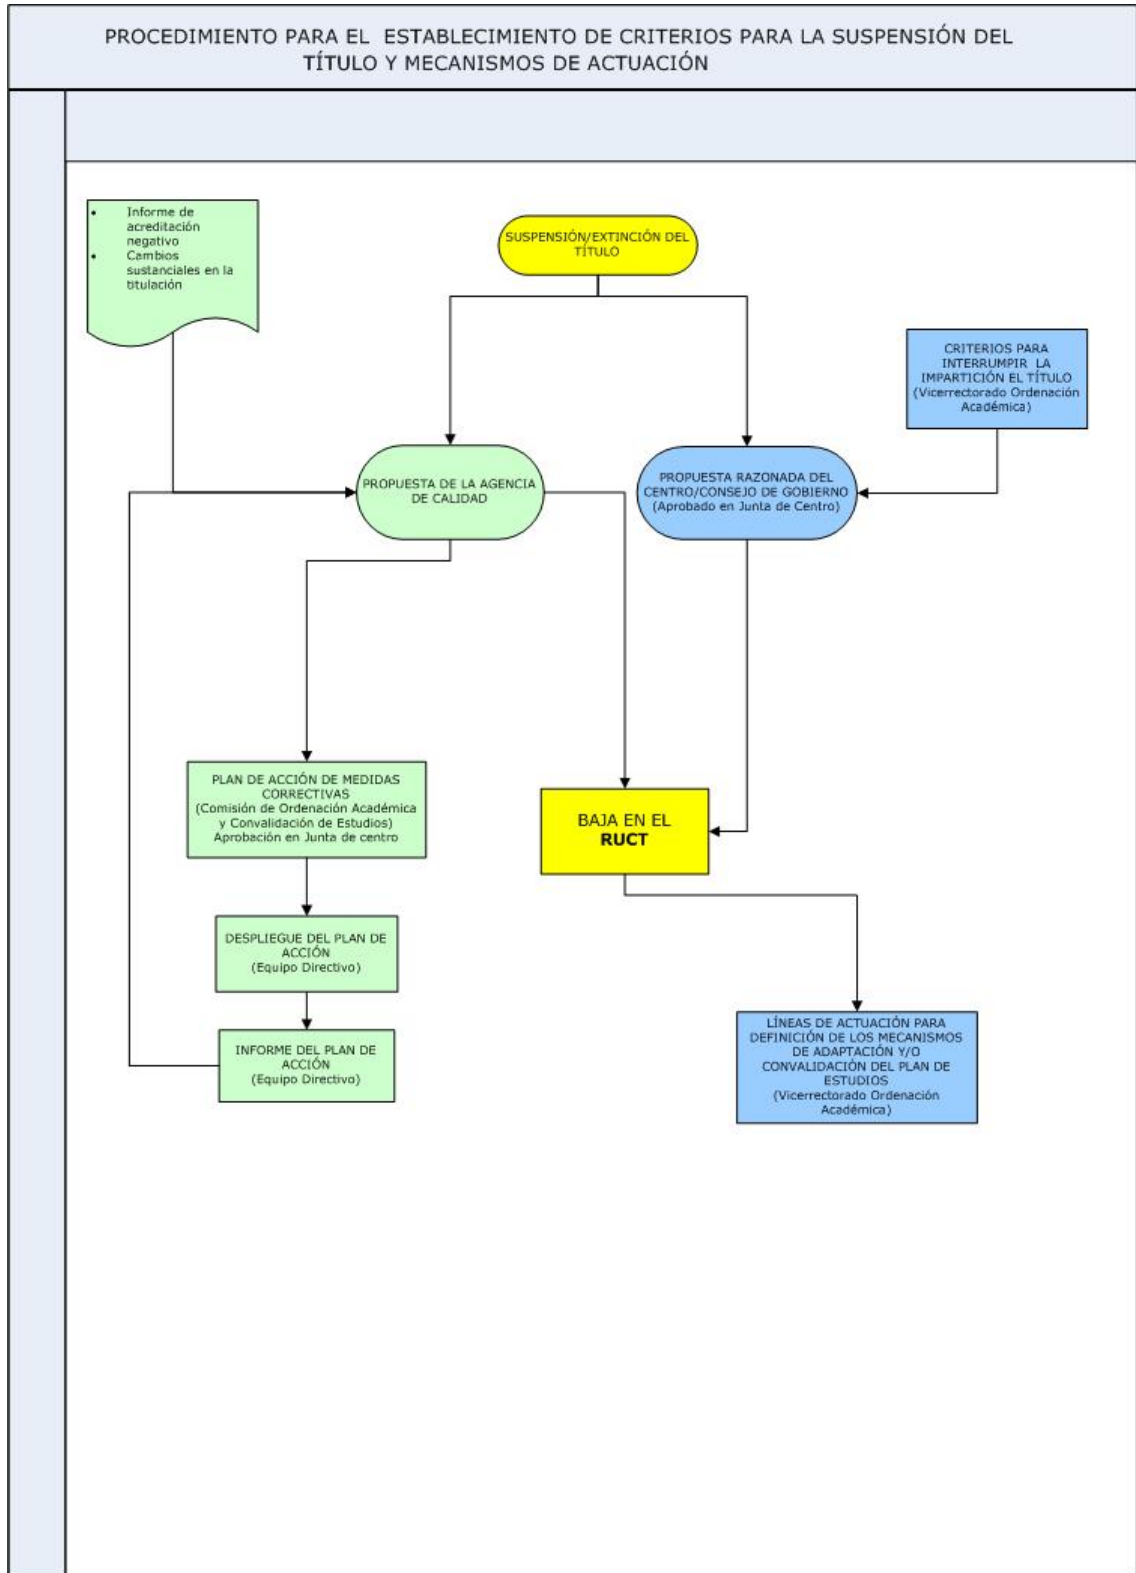 PROCEDIMIENTO PARA EL ESTABLECIMIENTO DE CRITERIOS PARA LA SUSPENSIÓN DEL
TÍTULO Y MECANISMOS DE ACTUACIÓN
• Informe de
acreditación
negativo
• Cambios
sustanciales en la
titulación
SUSPENSIÓN/EXTINCIÓN DEL
TÍTULO
CRITERIOS PARA
INTERRUMPIR LA
IMPARTICIÓN EL TÍTULO
(Vicerrectorado Ordenación
Académica)
PROPUESTA DE LA AGENCIA
DE CALIDAD
PROPUESTA RAZONADA DEL
CENTRO/CONSEJO DE GOBIERNO
(Aprobado en Junta de Centro)
PLAN DE ACCIÓN DE MEDIDAS
CORRECTIVAS
(Comisión de Ordenación Académica
y Convalidación de Estudios)
Aprobación en Junta de centro
BAJA EN EL
RUCT
DESPLIEGUE DEL PLAN DE
ACCIÓN
(Equipo Directivo)
INFORME DEL PLAN DE
ACCIÓN
(Equipo Directivo)
LÍNEAS DE ACTUACIÓN PARA
DEFINICIÓN DE LOS MECANISMOS
DE ADAPTACIÓN Y/O
CONVALIDACIÓN DEL PLAN DE
ESTUDIOS
(Vicerrectorado Ordenación
Académica)